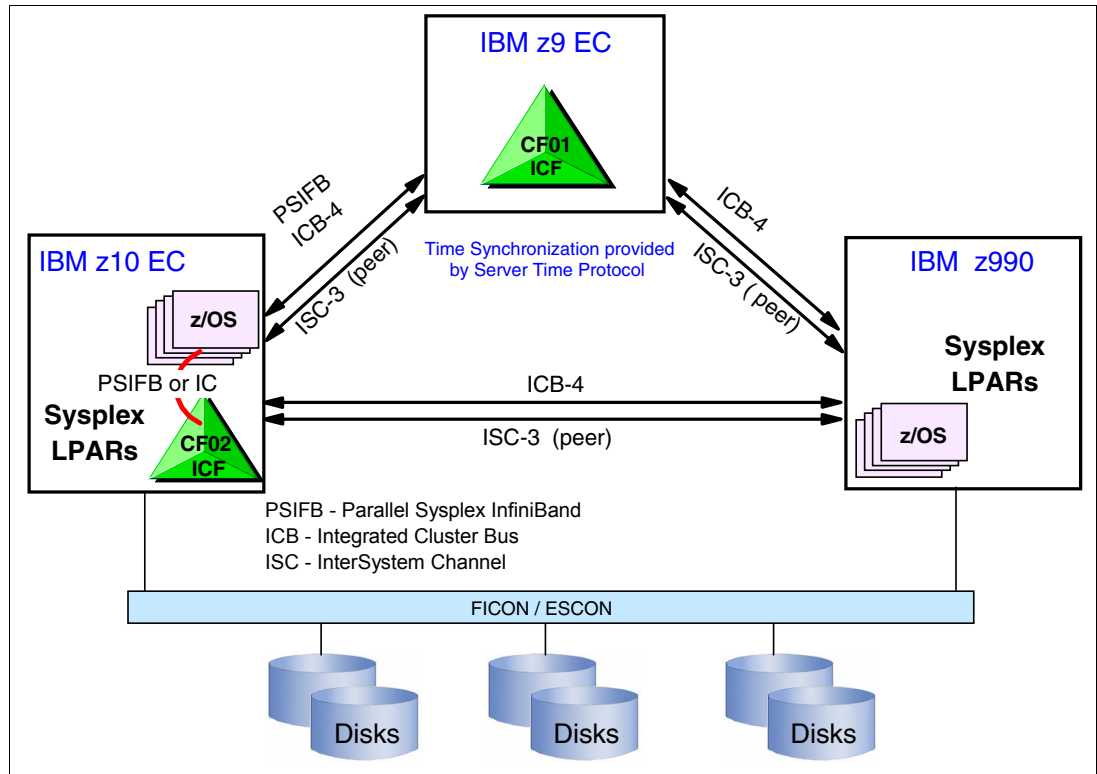 IBM z9 EC
CF01
ICF
PSIFB
ICB-4
ISC-3 (peer)
ICB-4
ISC-3 ( peer)
Time Synchronization provided
by Server Time Protocol
IBM z10 EC
z/OS
PSIFB or IC
Sysplex
LPARs
CF02
ICF
ICB-4
ISC-3 (peer)
IBM z990
Sysplex
LPARs
z/OS
PSIFB - Parallel Sysplex InfiniBand
ICB - Integrated Cluster Bus
ISC - InterSystem Channel
FICON / ESCON
Disks
Disks
Disks